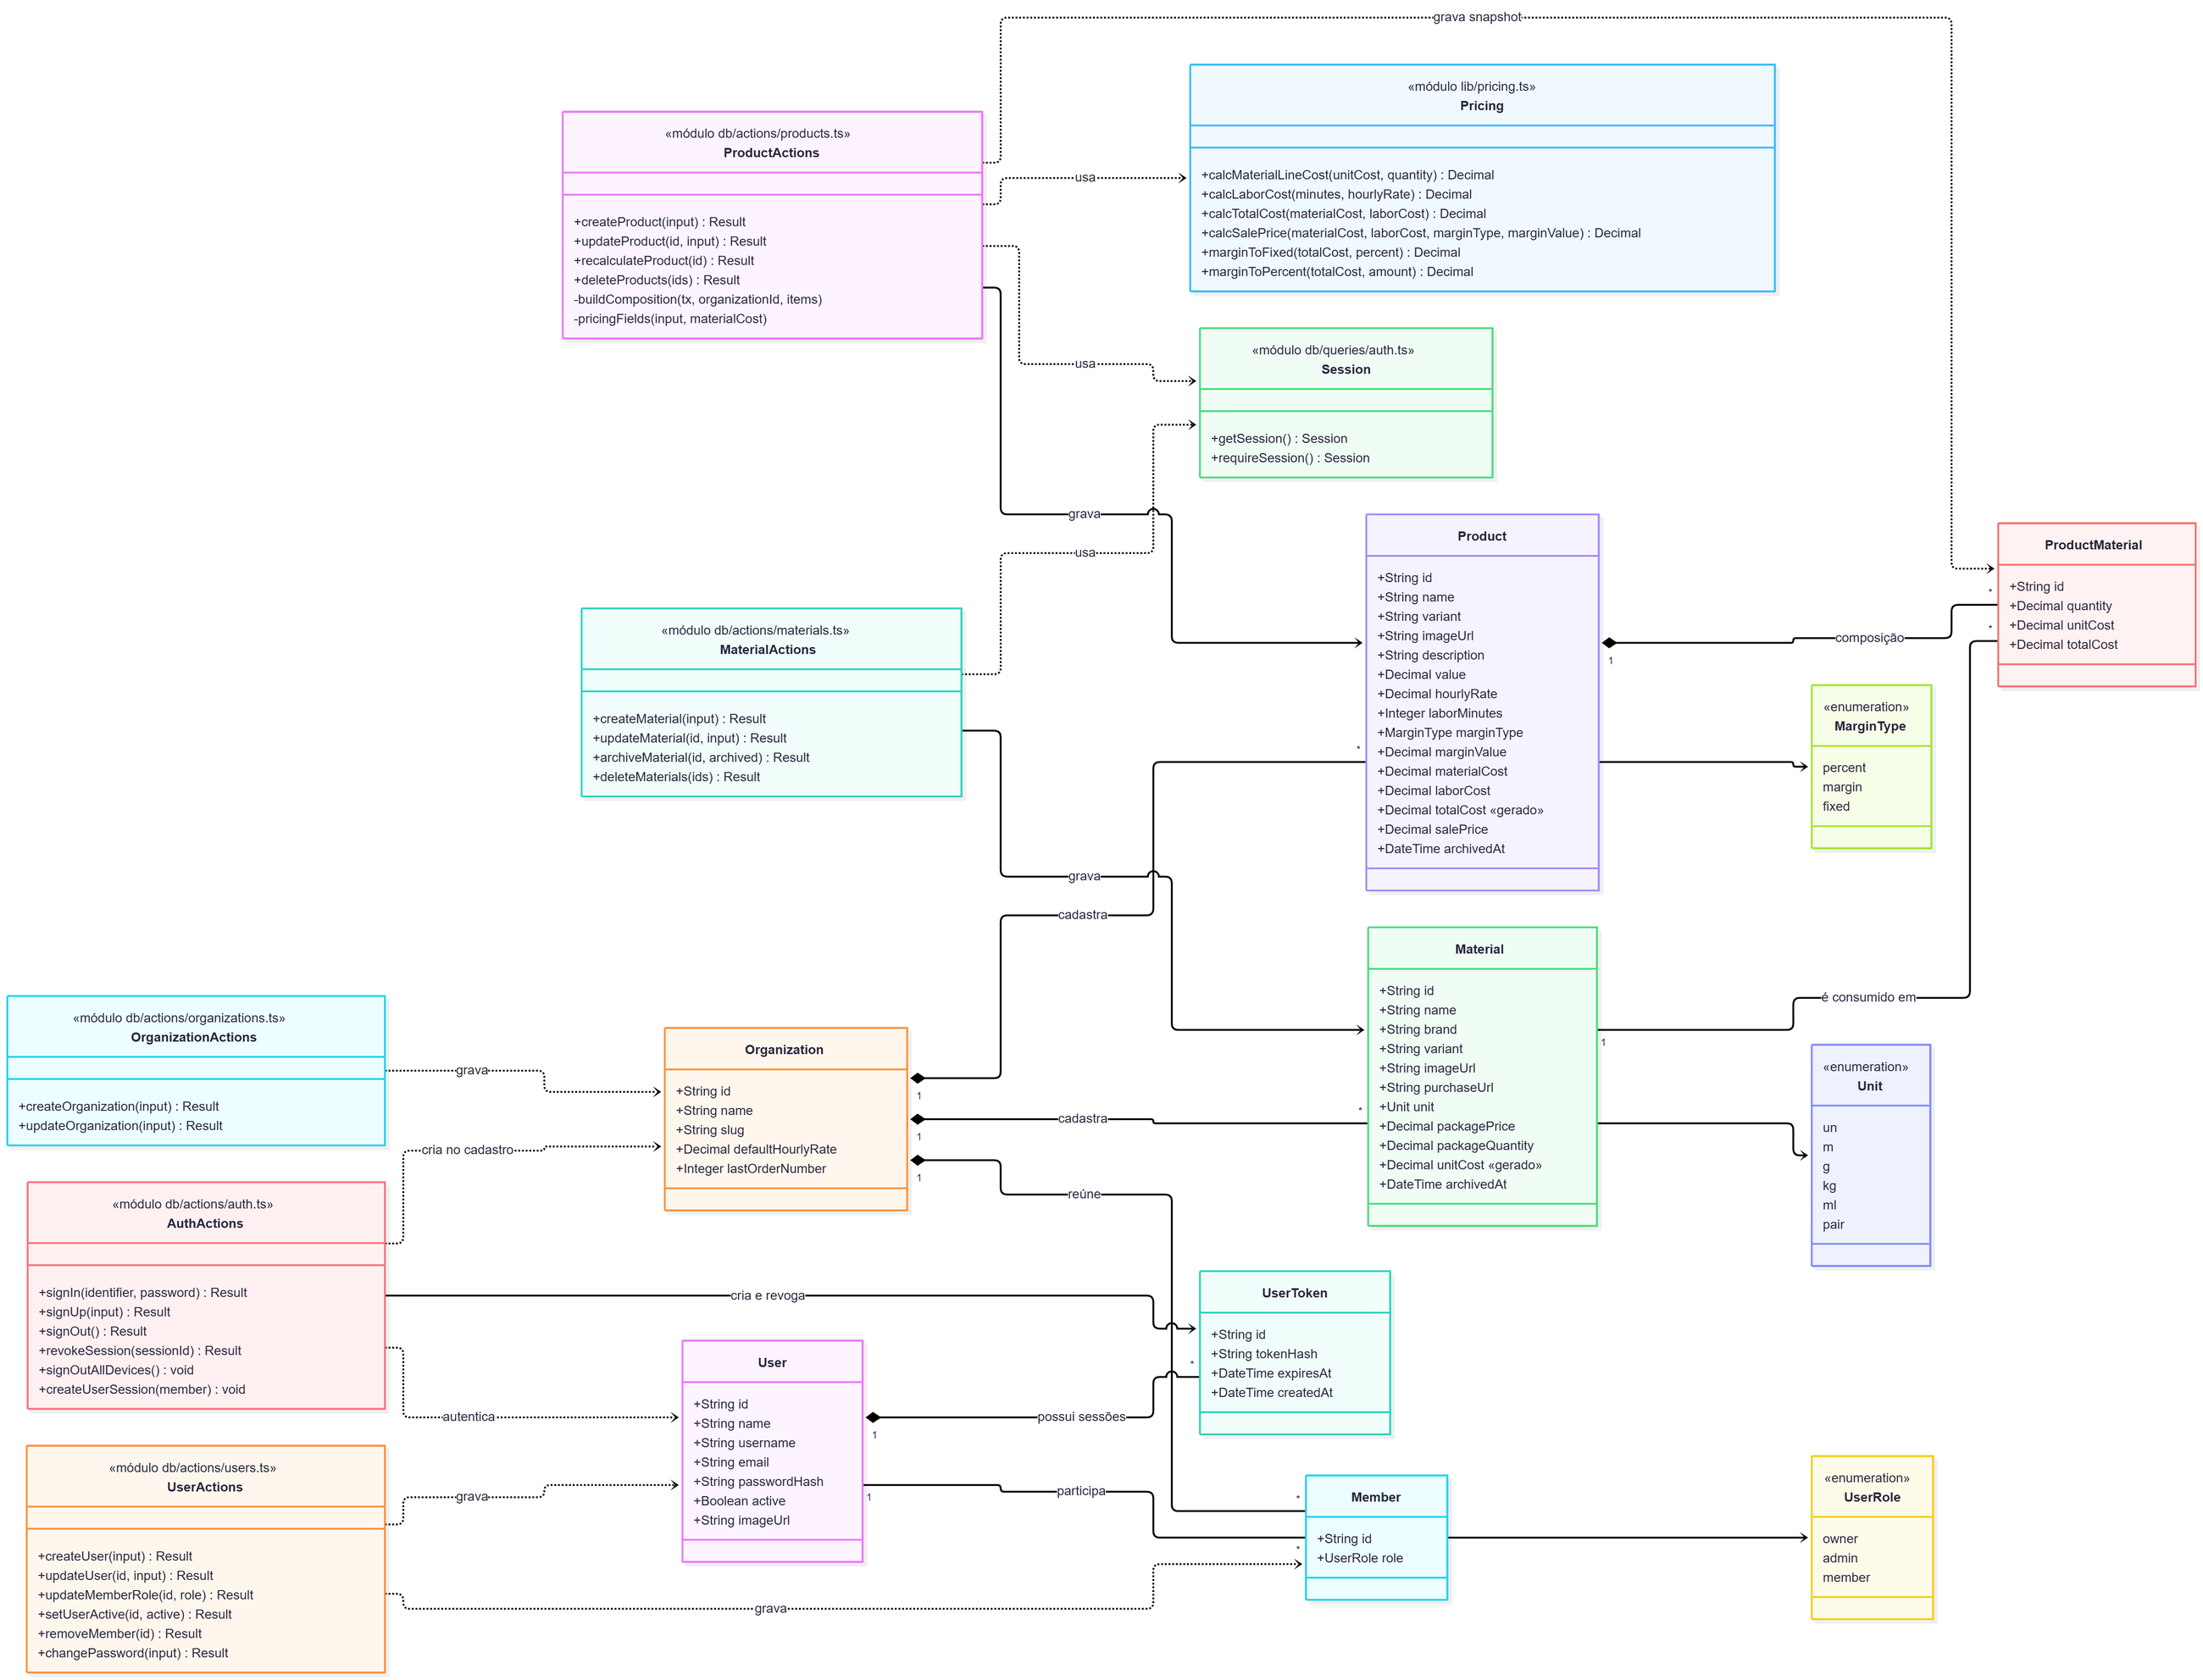 grava snapshot
«módulo lib/pricing.ts»
Pricing
+calcMaterialLineCost(unitCost, quantity) : Decimal
+calcLaborCost(minutes, hourlyRate) : Decimal
+calcTotalCost(materialCost, laborCost) : Decimal
+calcSalePrice(materialCost, laborCost, marginType, marginValue) : Decimal
+marginToFixed(totalCost, percent) : Decimal
+marginToPercent(totalCost, amount) : Decimal
«módulo db/actions/products.ts»
ProductActions
+createProduct(input) : Result
+updateProduct(id, input) : Result
+recalculateProduct(id) : Result
+deleteProducts(ids) : Result
-buildComposition(tx, organizationId, items)
-pricingFields(input, materialCost)
usa
usa
«módulo db/queries/auth.ts»
Session
+getSession() : Session
+requireSession() : Session
grava
usa
Product
+String id
+String name
+String variant
+String imageUrl
+String description
+Decimal value
+Decimal hourlyRate
+Integer laborMinutes
+MarginType marginType
+Decimal marginValue
+Decimal materialCost
+Decimal laborCost
+Decimal totalCost «gerado»
+Decimal salePrice
+DateTime archivedAt
*
1
composição
ProductMaterial
+String id
+Decimal quantity
+Decimal unitCost
+Decimal totalCost
*
*
«enumeration»
MarginType
percent
margin
fixed
«módulo db/actions/materials.ts»
MaterialActions
+createMaterial(input) : Result
+updateMaterial(id, input) : Result
+archiveMaterial(id, archived) : Result
+deleteMaterials(ids) : Result
grava
cadastra
Material
+String id
+String name
+String brand
+String variant
+String imageUrl
+String purchaseUrl
+Unit unit
+Decimal packagePrice
+Decimal packageQuantity
+Decimal unitCost «gerado»
+DateTime archivedAt
*
1
é consumido em
«enumeration»
Unit
un
m
g
kg
ml
pair
«módulo db/actions/organizations.ts»
OrganizationActions
+createOrganization(input) : Result
+updateOrganization(input) : Result
grava
Organization
+String id
+String name
+String slug
+Decimal defaultHourlyRate
+Integer lastOrderNumber
1
1
1
cadastra
reúne
cria no cadastro
«módulo db/actions/auth.ts»
AuthActions
+signIn(identifier, password) : Result
+signUp(input) : Result
+signOut() : Result
+revokeSession(sessionId) : Result
+signOutAllDevices() : void
+createUserSession(member) : void
cria e revoga
autentica
UserToken
+String id
+String tokenHash
+DateTime expiresAt
+DateTime createdAt
*
User
+String id
+String name
+String username
+String email
+String passwordHash
+Boolean active
+String imageUrl
1
1
possui sessões
participa
«módulo db/actions/users.ts»
UserActions
+createUser(input) : Result
+updateUser(id, input) : Result
+updateMemberRole(id, role) : Result
+setUserActive(id, active) : Result
+removeMember(id) : Result
+changePassword(input) : Result
grava
grava
Member
+String id
+UserRole role
*
*
«enumeration»
UserRole
owner
admin
member